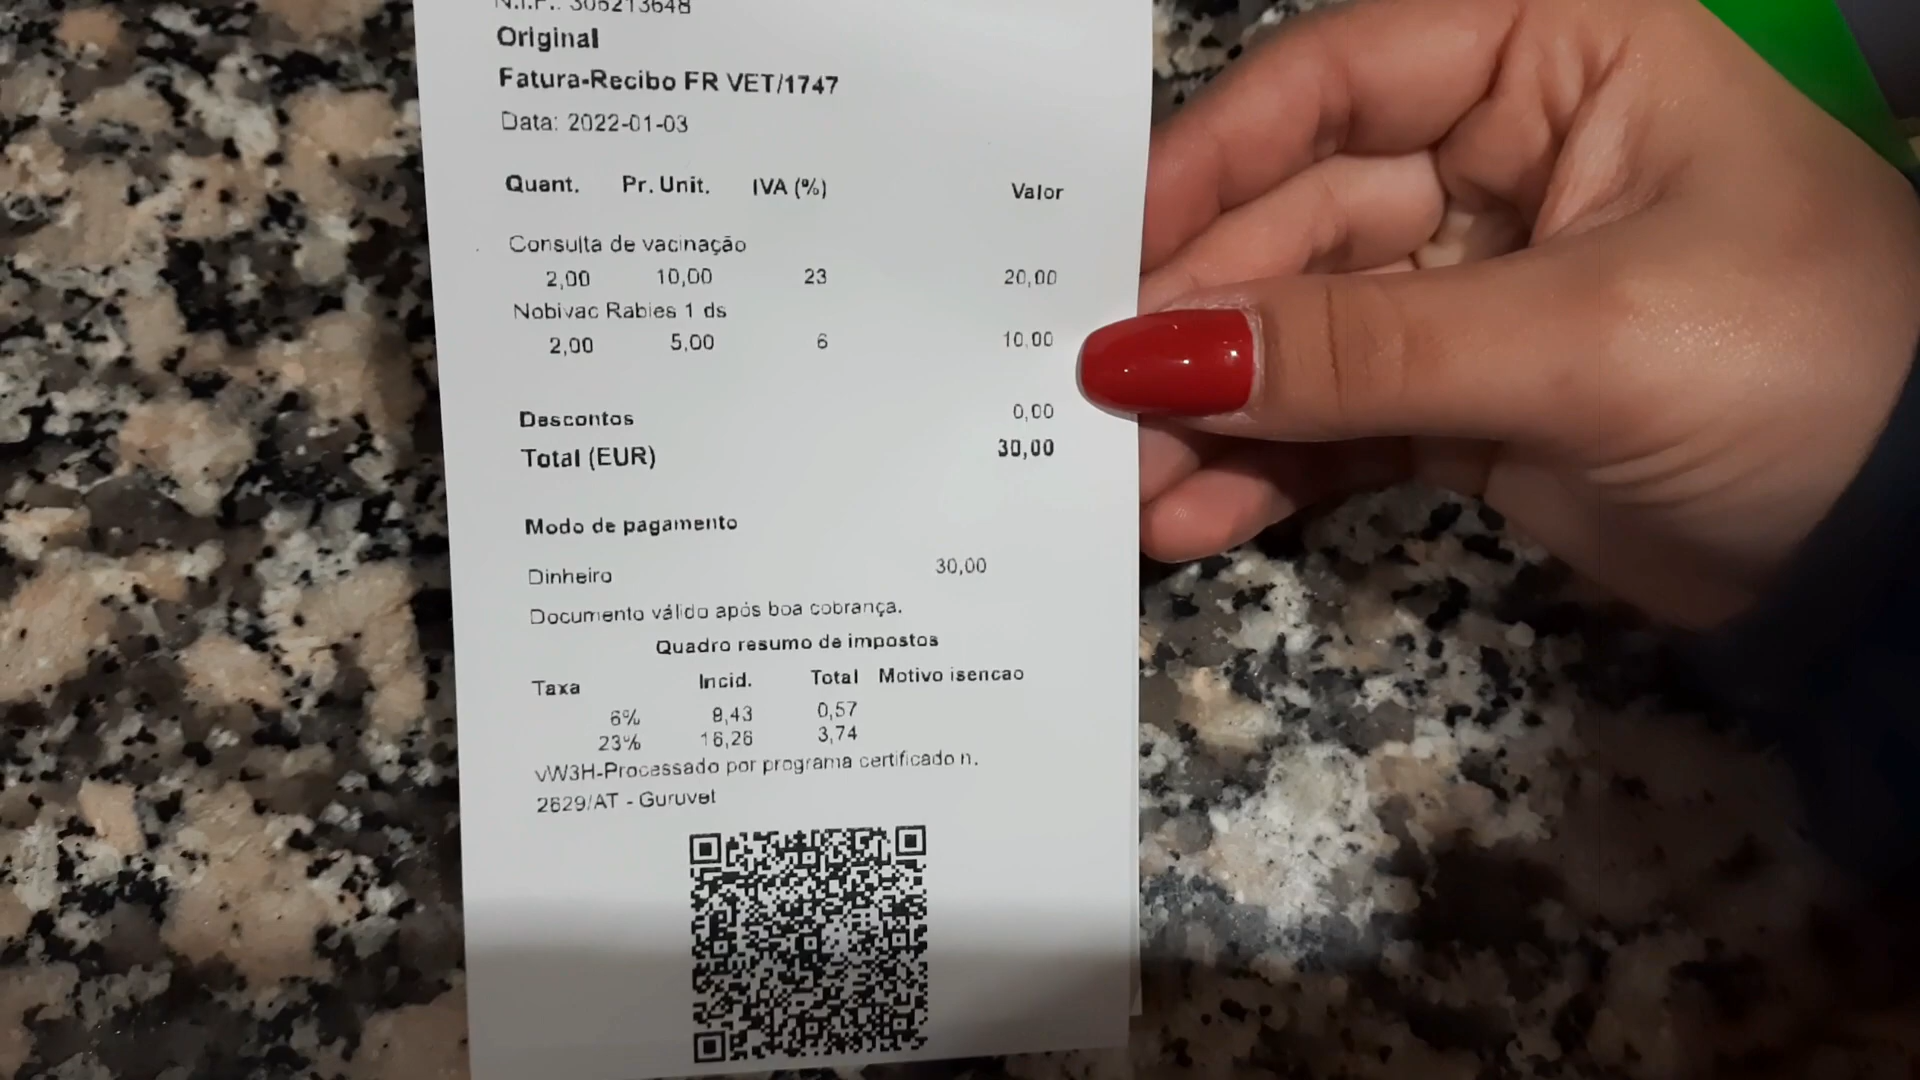 N.I.F.: 306213648
Original
Fatura-Recibo FR VET/1747
Data: 2022-01-03
Quant. Pr. Unit. IVA (%) Valor
Consulta de vacinação
2,00 10,00 23 20,00
Nobivac Rabies 1 ds
2,00 5,00 6 10,00
Descontos 0,00
Total (EUR) 30,00
Modo de pagamento
Dinheiro 30,00
Documento válido após boa cobrança.
Quadro resumo de impostos
Taxa Incid. Total Motivo isencao
6% 9,43 0,57
23% 16,26 3,74
vW3H-Processado por programa certificado n.
2629/AT - Guruvet